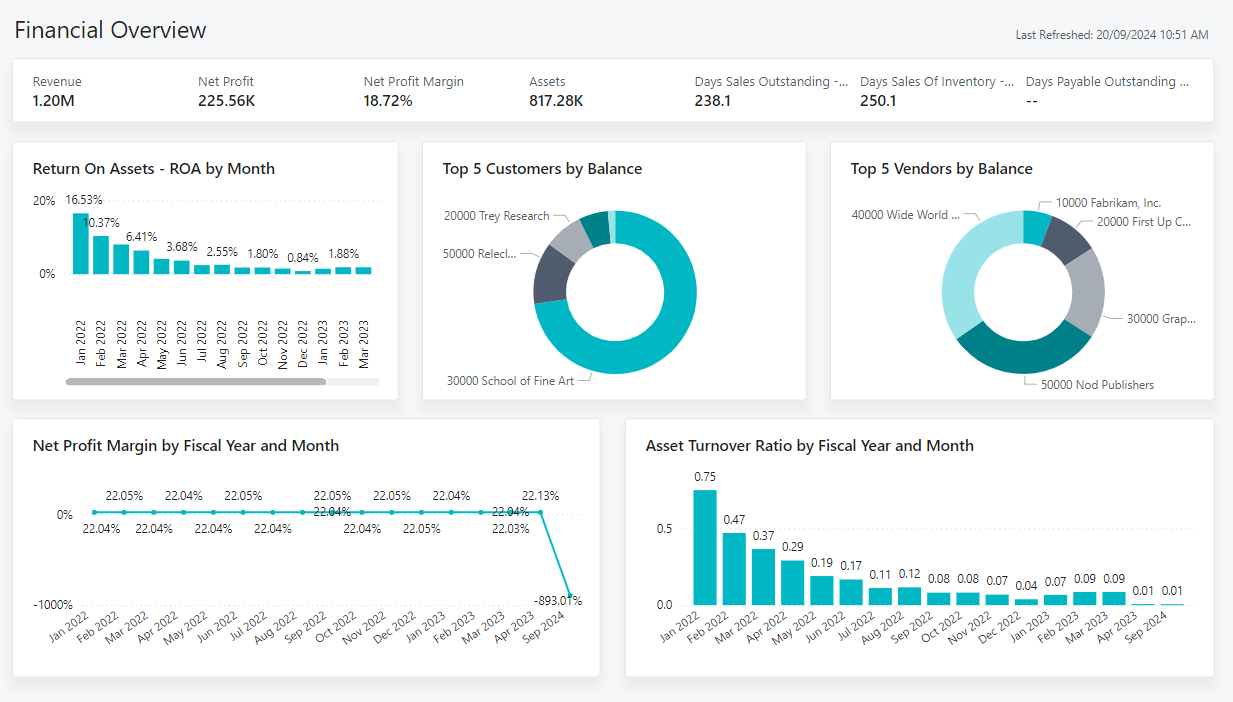 Financial Overview
Last Refreshed: 20/09/2024 10:51 AM
Revenue
1.20M
Net Profit
225.56K
Net Profit Margin
18.72%
Assets
817.28K
Days Sales Outstanding -...
238.1
Days Sales Of Inventory -...
250.1
Days Payable Outstanding ...
--
Return On Assets - ROA by Month
20%
0%
16.53%
10.37%
6.41%
3.68%
2.55%
1.80%
0.84%
1.88%
Jan 2022
Feb 2022
Mar 2022
Apr 2022
May 2022
Jun 2022
Jul 2022
Aug 2022
Sep 2022
Oct 2022
Nov 2022
Dec 2022
Jan 2023
Feb 2023
Mar 2023
Top 5 Customers by Balance
20000 Trey Research
50000 Relecl...
30000 School of Fine Art
Top 5 Vendors by Balance
10000 Fabrikam, Inc.
40000 Wide World ...
20000 First Up C...
30000 Grap...
50000 Nod Publishers
Net Profit Margin by Fiscal Year and Month
0%
-1000%
22.05%
22.04%
22.05%
22.05%
22.05%
22.04%
22.13%
22.04%
22.04%
22.04%
22.04%
22.04%
22.04%
22.04%
22.05%
22.03%
-893.01%
Jan 2022
Feb 2022
Mar 2022
Apr 2022
May 2022
Jun 2022
Jul 2022
Aug 2022
Sep 2022
Oct 2022
Nov 2022
Dec 2022
Jan 2023
Feb 2023
Mar 2023
Apr 2023
Sep 2024
Asset Turnover Ratio by Fiscal Year and Month
0.5
0.0
0.75
0.47
0.37
0.29
0.19
0.17
0.11
0.12
0.08
0.08
0.07
0.04
0.07
0.09
0.09
0.01
0.01
Jan 2022
Feb 2022
Mar 2022
Apr 2022
May 2022
Jun 2022
Jul 2022
Aug 2022
Sep 2022
Oct 2022
Nov 2022
Dec 2022
Jan 2023
Feb 2023
Mar 2023
Apr 2023
Sep 2024